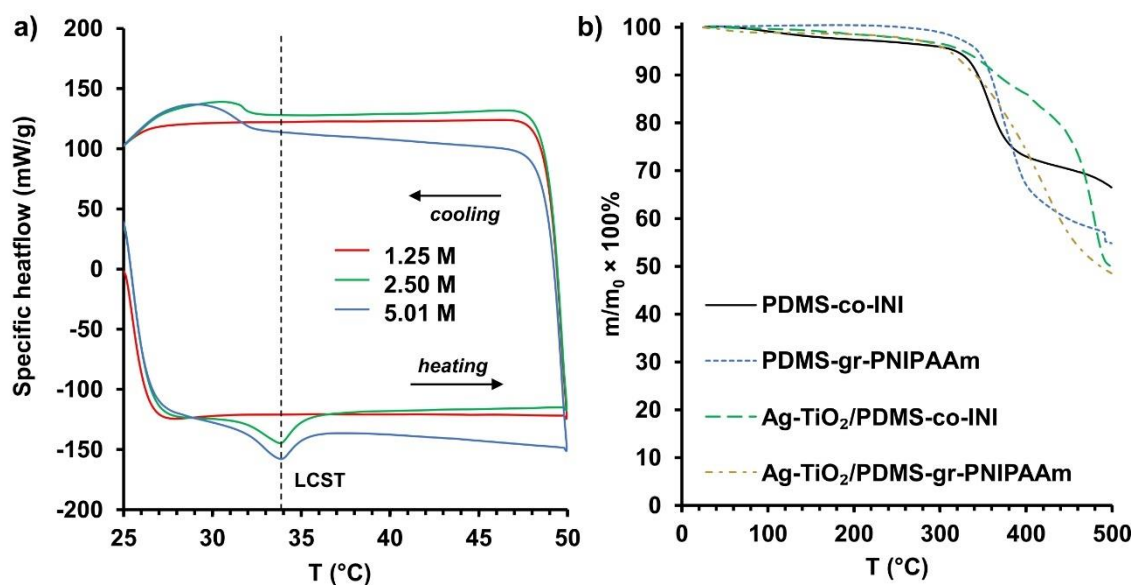 a)
Specific heatflow (mW/g)
200
150
100
50
0
-50
-100
-150
-200
cooling
1.25 M
2.50 M
5.01 M
heating
LCST
25 30 35 40 45 50
T (°C)
b)
m/m₀ × 100%
100
90
80
70
60
50
40
30
20
10
0
PDMS-co-INI
PDMS-gr-PNIPAAm
Ag-TiO₂/PDMS-co-INI
Ag-TiO₂/PDMS-gr-PNIPAAm
0 100 200 300 400 500
T (°C)